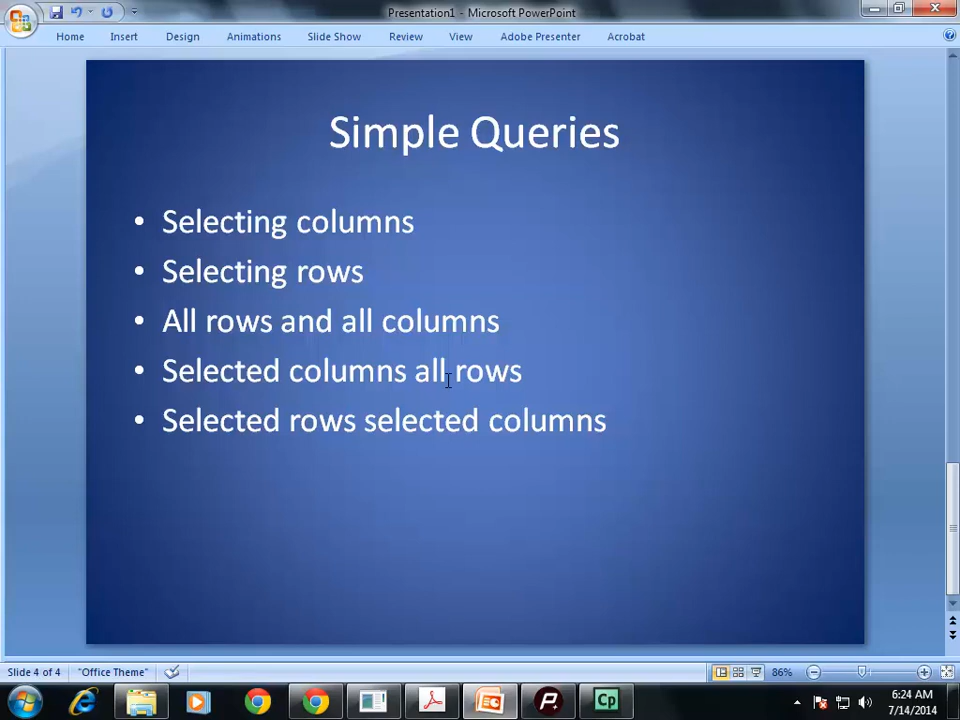 Presentation1 - Microsoft PowerPoint
Home Insert Design Animations Slide Show Review View Adobe Presenter Acrobat
Simple Queries
• Selecting columns
• Selecting rows
• All rows and all columns
• Selected columns all rows
• Selected rows selected columns
Slide 4 of 4 "Office Theme" 86%
P Cp
6:24 AM
7/14/2014